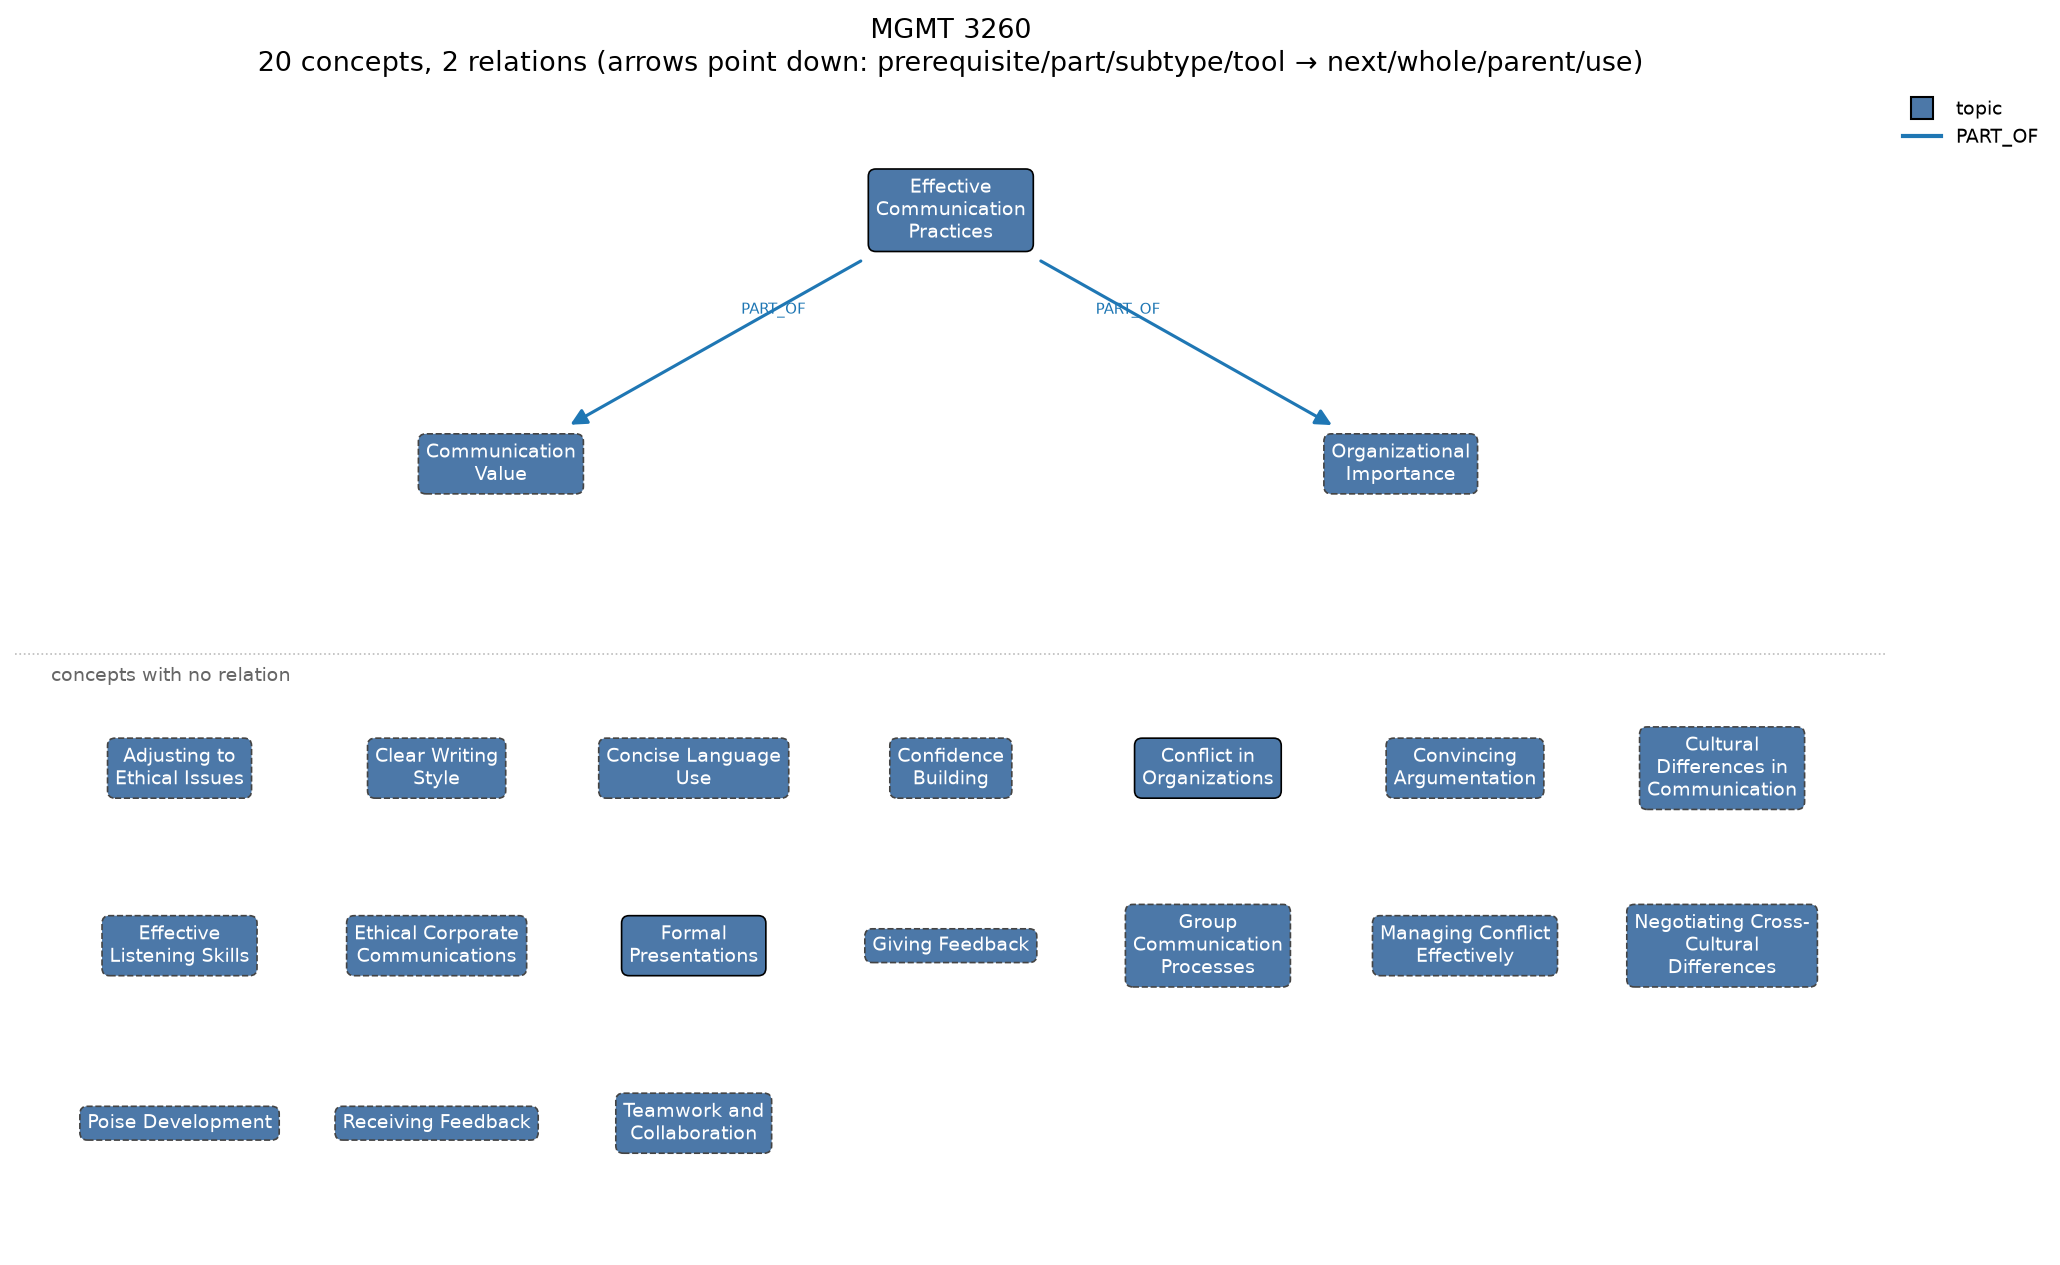 MGMT 3260
20 concepts, 2 relations (arrows point down: prerequisite/part/subtype/tool → next/whole/parent/use)
topic
PART_OF
Effective
Communication
Practices
PART_OF
PART_OF
Communication
Value
Organizational
Importance
concepts with no relation
Adjusting to
Ethical Issues
Clear Writing
Style
Concise Language
Use
Confidence
Building
Conflict in
Organizations
Convincing
Argumentation
Cultural
Differences in
Communication
Effective
Listening Skills
Ethical Corporate
Communications
Formal
Presentations
Giving Feedback
Group
Communication
Processes
Managing Conflict
Effectively
Negotiating Cross-
Cultural
Differences
Poise Development
Receiving Feedback
Teamwork and
Collaboration